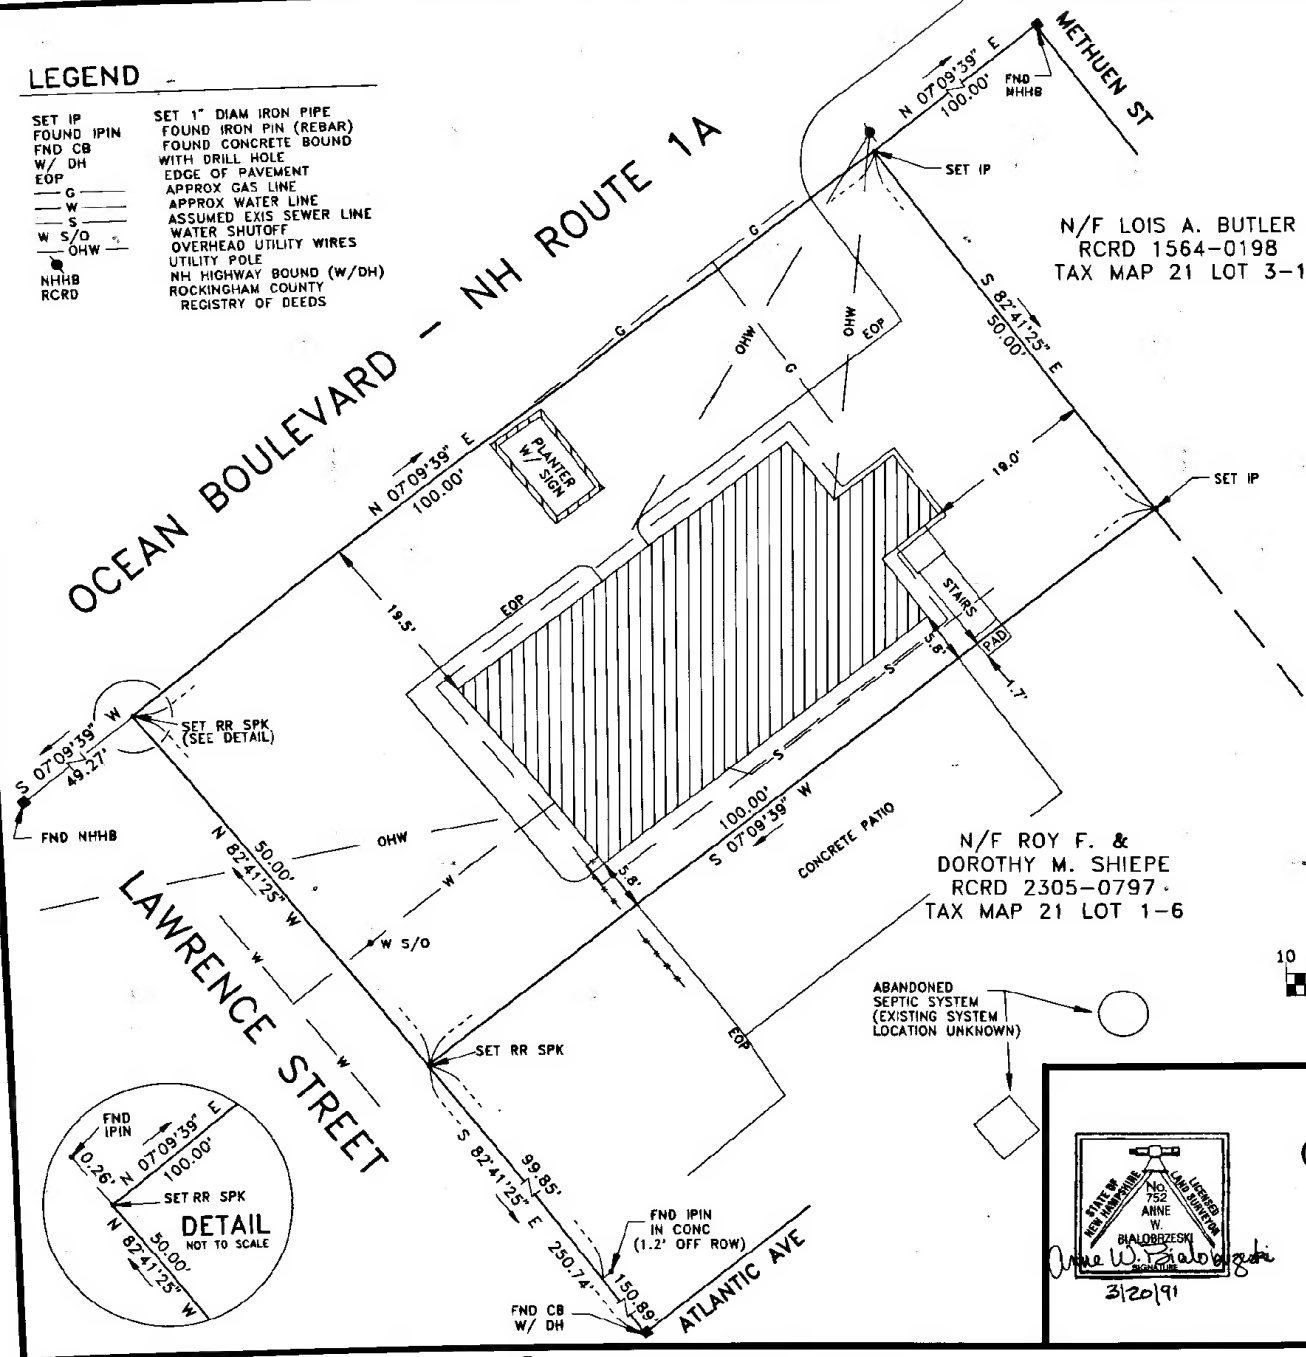 LEGEND
SET IP SET 1" DIAM IRON PIPE
FOUND IPIN FOUND IRON PIN (REBAR)
FND CB FOUND CONCRETE BOUND
W/ DH WITH DRILL HOLE
EOP EDGE OF PAVEMENT
G APPROX GAS LINE
W APPROX WATER LINE
S ASSUMED EXIS SEWER LINE
W S/O WATER SHUTOFF
OHW OVERHEAD UTILITY WIRES
UTILITY POLE
NHHB NH HIGHWAY BOUND (W/DH)
RCRD ROCKINGHAM COUNTY
REGISTRY OF DEEDS
OCEAN BOULEVARD - NH ROUTE 1A
METHUEN ST
N 07°09'39" E
100.00'
FND
NHHB
SET IP
N/F LOIS A. BUTLER
RCRD 1564-0198
TAX MAP 21 LOT 3-1
S 82°41'25" E
50.00'
G
G
G
OHW
OHW
EOP
19.0'
SET IP
N 07°09'39" E
100.00'
PLANTER
W/ SIGN
19.5'
EOP
STAIRS
PAD
5.8'
1.7'
S
S
SET RR SPK
(SEE DETAIL)
S 07°09'39" W
49.27'
FND NHHB
50.00'
N 82°41'25" W
OHW
W
W S/O
W
W
5.8'
100.00'
S 07°09'39" W
CONCRETE PATIO
N/F ROY F. &
DOROTHY M. SHIEPE
RCRD 2305-0797
TAX MAP 21 LOT 1-6
10
ABANDONED
SEPTIC SYSTEM
(EXISTING SYSTEM
LOCATION UNKNOWN)
EOP
LAWRENCE STREET
SET RR SPK
99.85'
S 82°41'25" E
250.74'
150.89'
FND IPIN
IN CONC
(1.2' OFF ROW)
FND CB
W/ DH
ATLANTIC AVE
FND
IPIN
0.26'
N 07°09'39" E
100.00'
SET RR SPK
DETAIL
NOT TO SCALE
50.00'
N 82°41'25" W
STATE OF
NEW HAMPSHIRE
LICENSED
LAND SURVEYOR
No.
752
ANNE
W.
BIALOBRZESKI
SIGNATURE
Anne W. Bialobrzeski
3/20/91